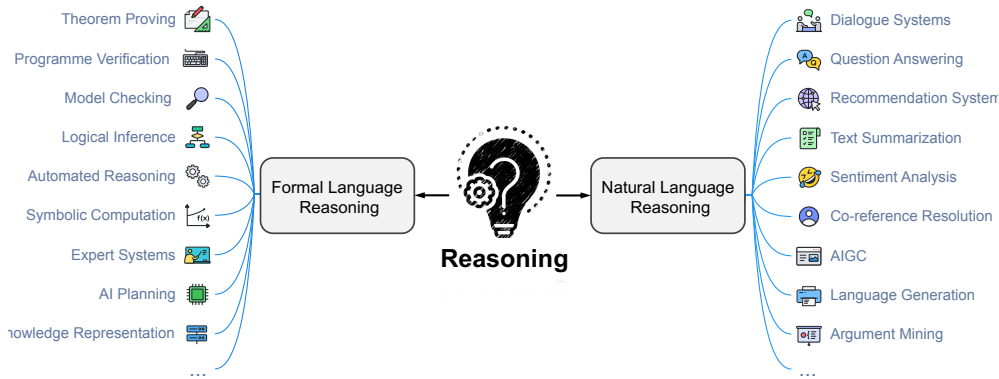 Theorem Proving
Programme Verification
Model Checking
Logical Inference
Automated Reasoning
Symbolic Computation
f(x)
Expert Systems
AI Planning
nowledge Representation
...
Formal Language
Reasoning
Reasoning
Natural Language
Reasoning
Dialogue Systems
A Q
Question Answering
Recommendation System
Text Summarization
Sentiment Analysis
Co-reference Resolution
AIGC
Language Generation
Argument Mining
...